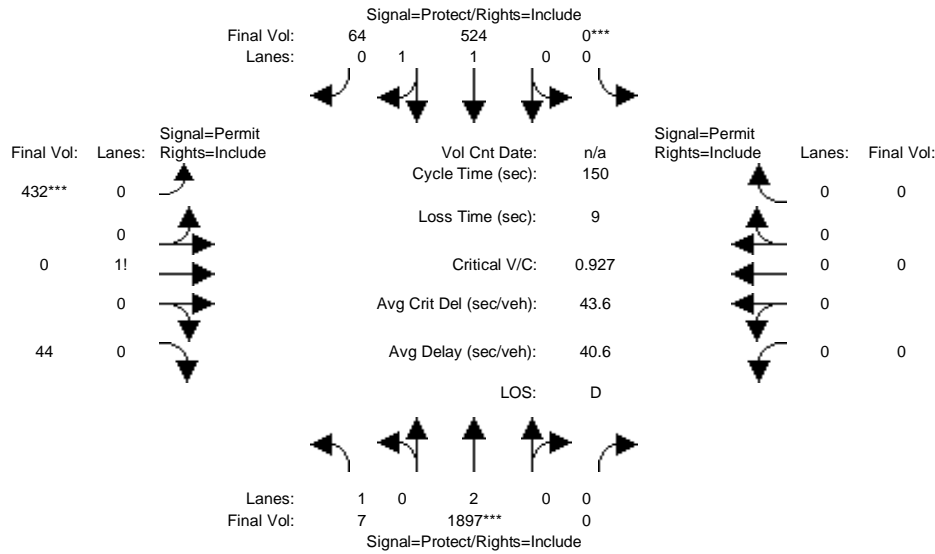 Signal=Protect/Rights=Include
Final Vol: 64 524 0***
Lanes: 0 1 1 0 0
Signal=Permit Signal=Permit
Final Vol: Lanes: Rights=Include Vol Cnt Date: n/a Rights=Include Lanes: Final Vol:
Cycle Time (sec): 150
432*** 0 0 0
Loss Time (sec): 9
0 0
0 1! Critical V/C: 0.927 0 0
0 Avg Crit Del (sec/veh): 43.6 0
44 0 Avg Delay (sec/veh): 40.6 0 0
LOS: D
Lanes: 1 0 2 0 0
Final Vol: 7 1897*** 0
Signal=Protect/Rights=Include